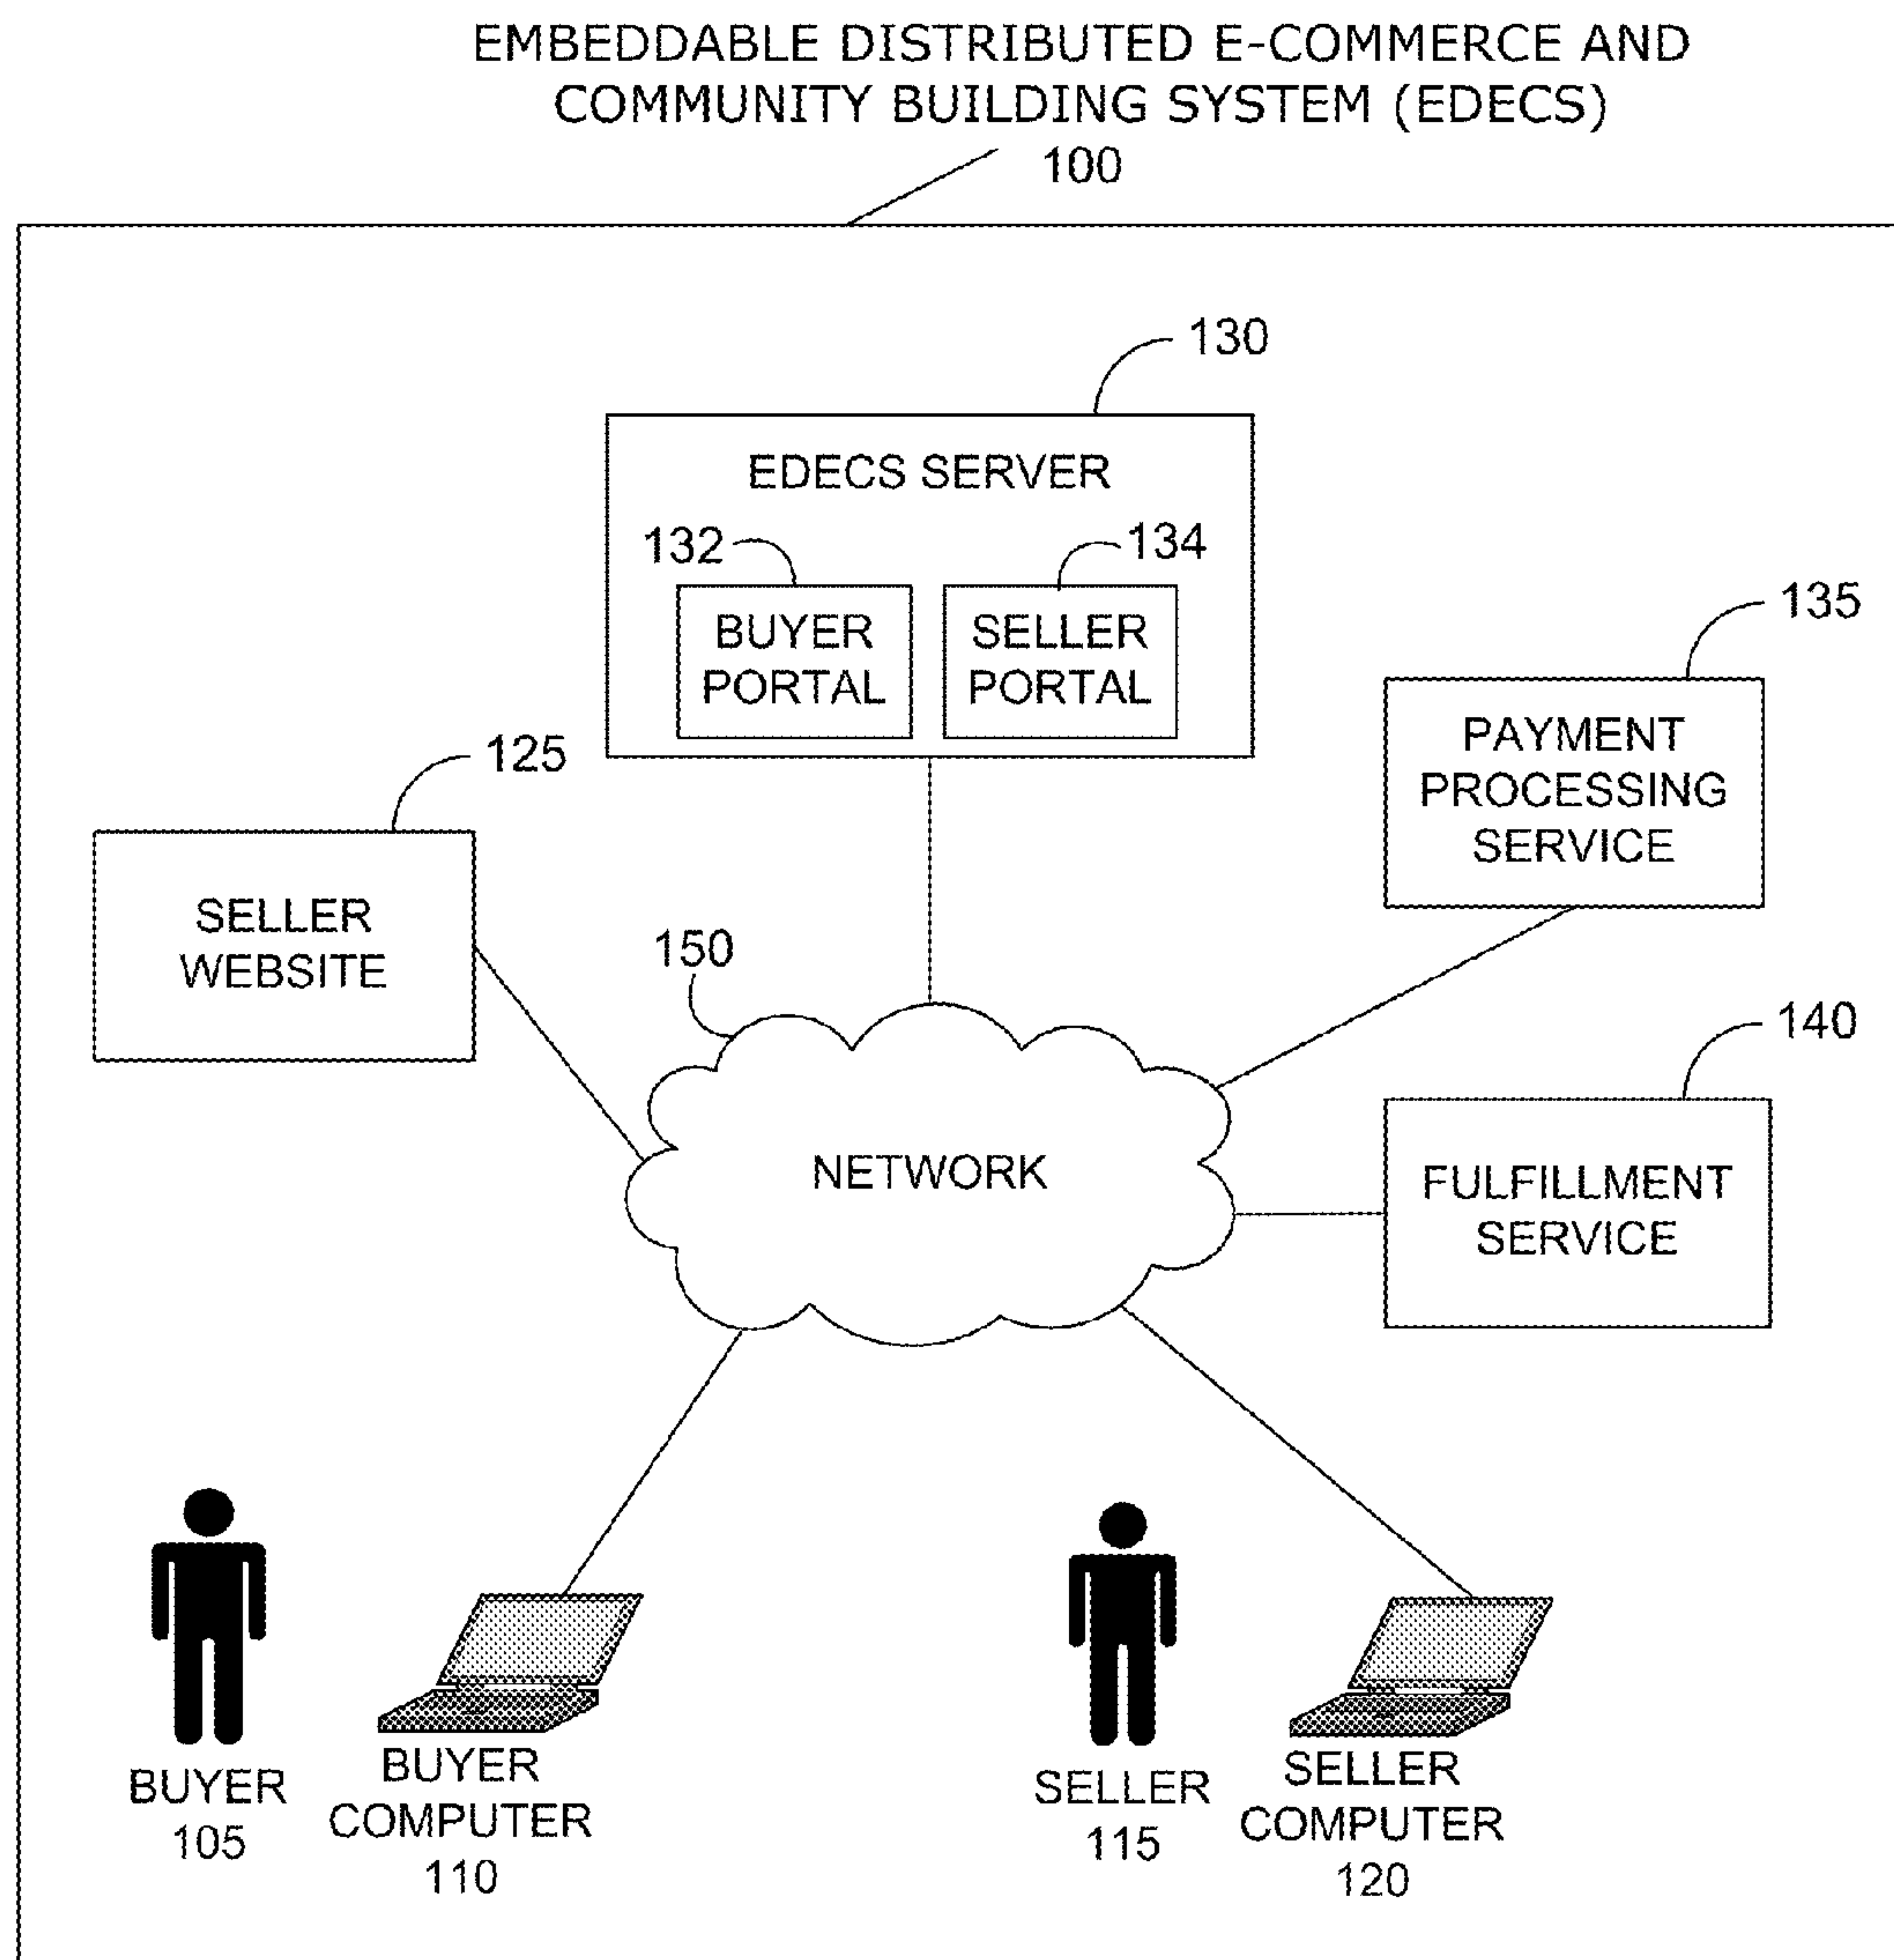 EMBEDDABLE DISTRIBUTED E-COMMERCE AND
COMMUNITY BUILDING SYSTEM (EDECS)
100
130
EDECS SERVER
132
134
BUYER
PORTAL
SELLER
PORTAL
135
PAYMENT
PROCESSING
SERVICE
125
SELLER
WEBSITE
150
NETWORK
140
FULFILLMENT
SERVICE
BUYER
105
BUYER
COMPUTER
110
SELLER
115
SELLER
COMPUTER
120